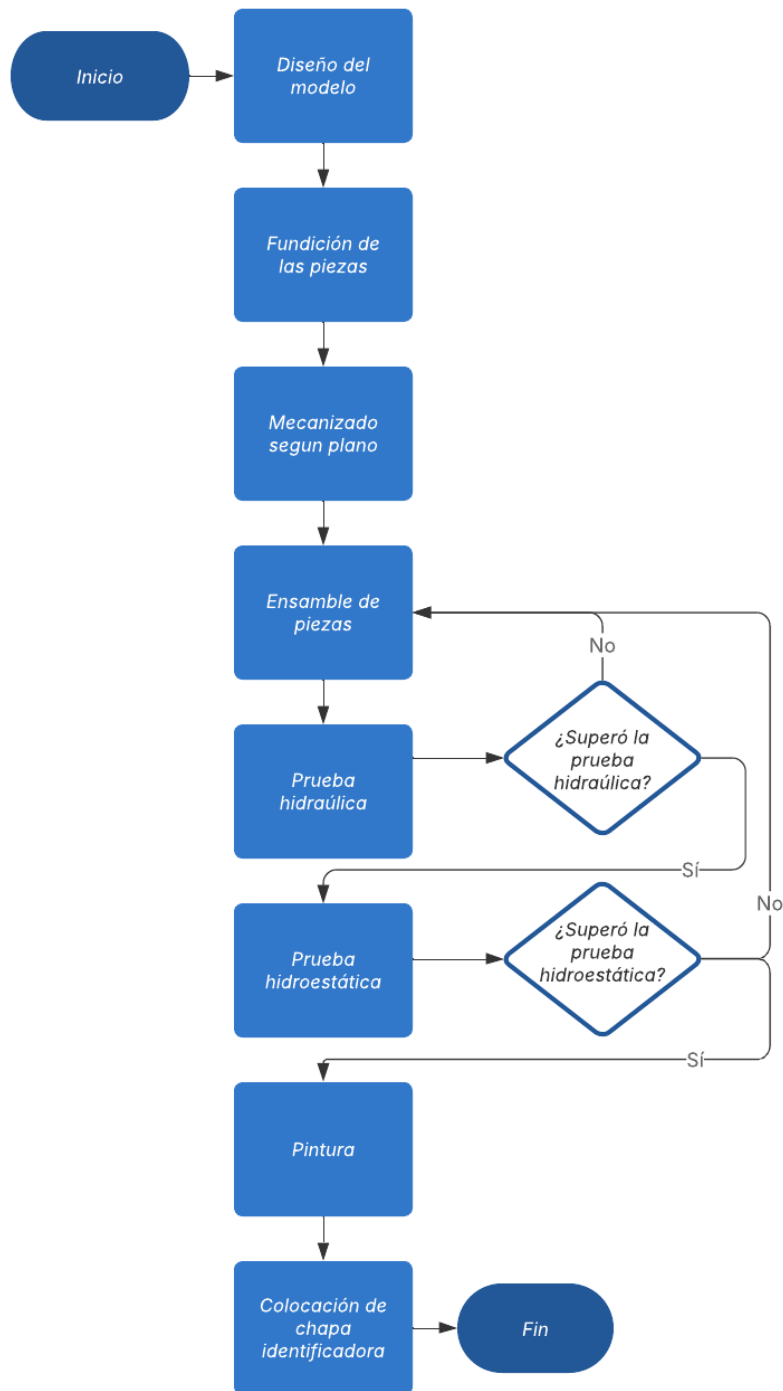 Inicio
Diseño del
modelo
Fundición de
las piezas
Mecanizado
segun plano
Ensamble de
piezas
No
¿Superó la
prueba
hidraúlica?
Prueba
hidraúlica
Sí
No
¿Superó la
prueba
hidroestática?
Prueba
hidroestática
Sí
Pintura
Colocación de
chapa
identificadora
Fin